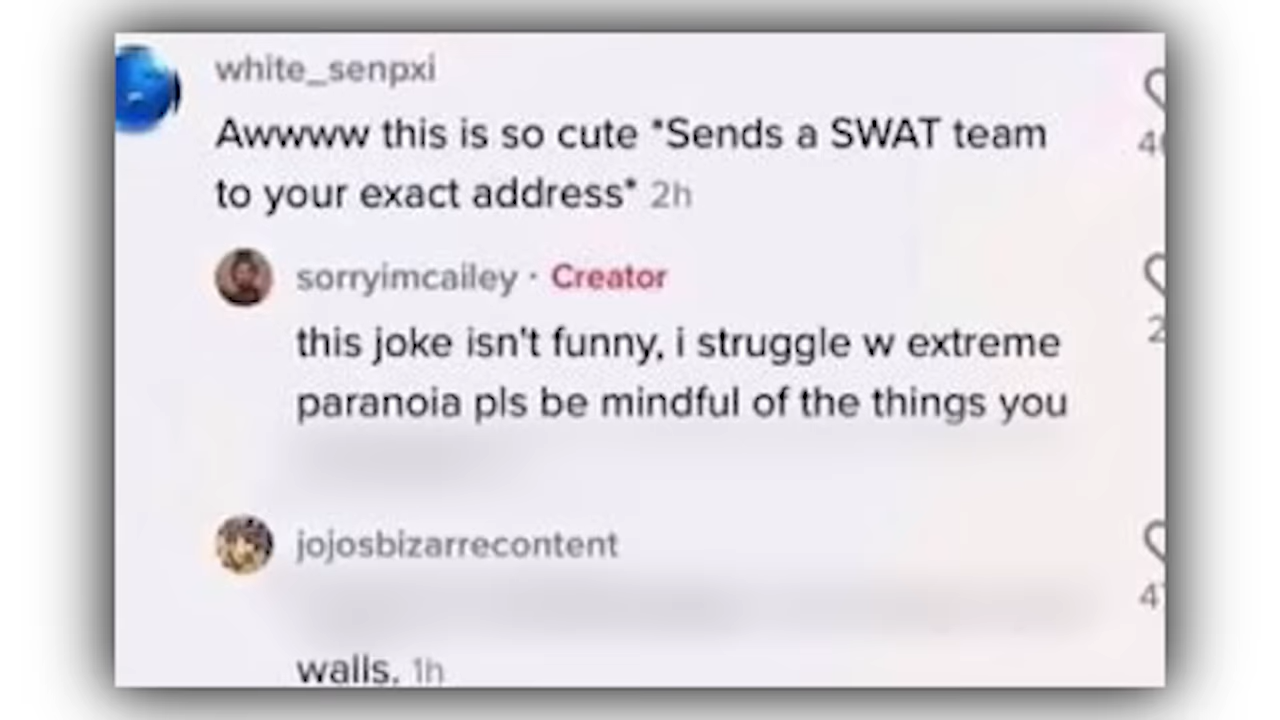 white_senpxi
Awwww this is so cute *Sends a SWAT team
to your exact address* 2h
sorryimcailey · Creator
this joke isn't funny, i struggle w extreme
paranoia pls be mindful of the things you
jojosbizarrecontent
walls. 1h